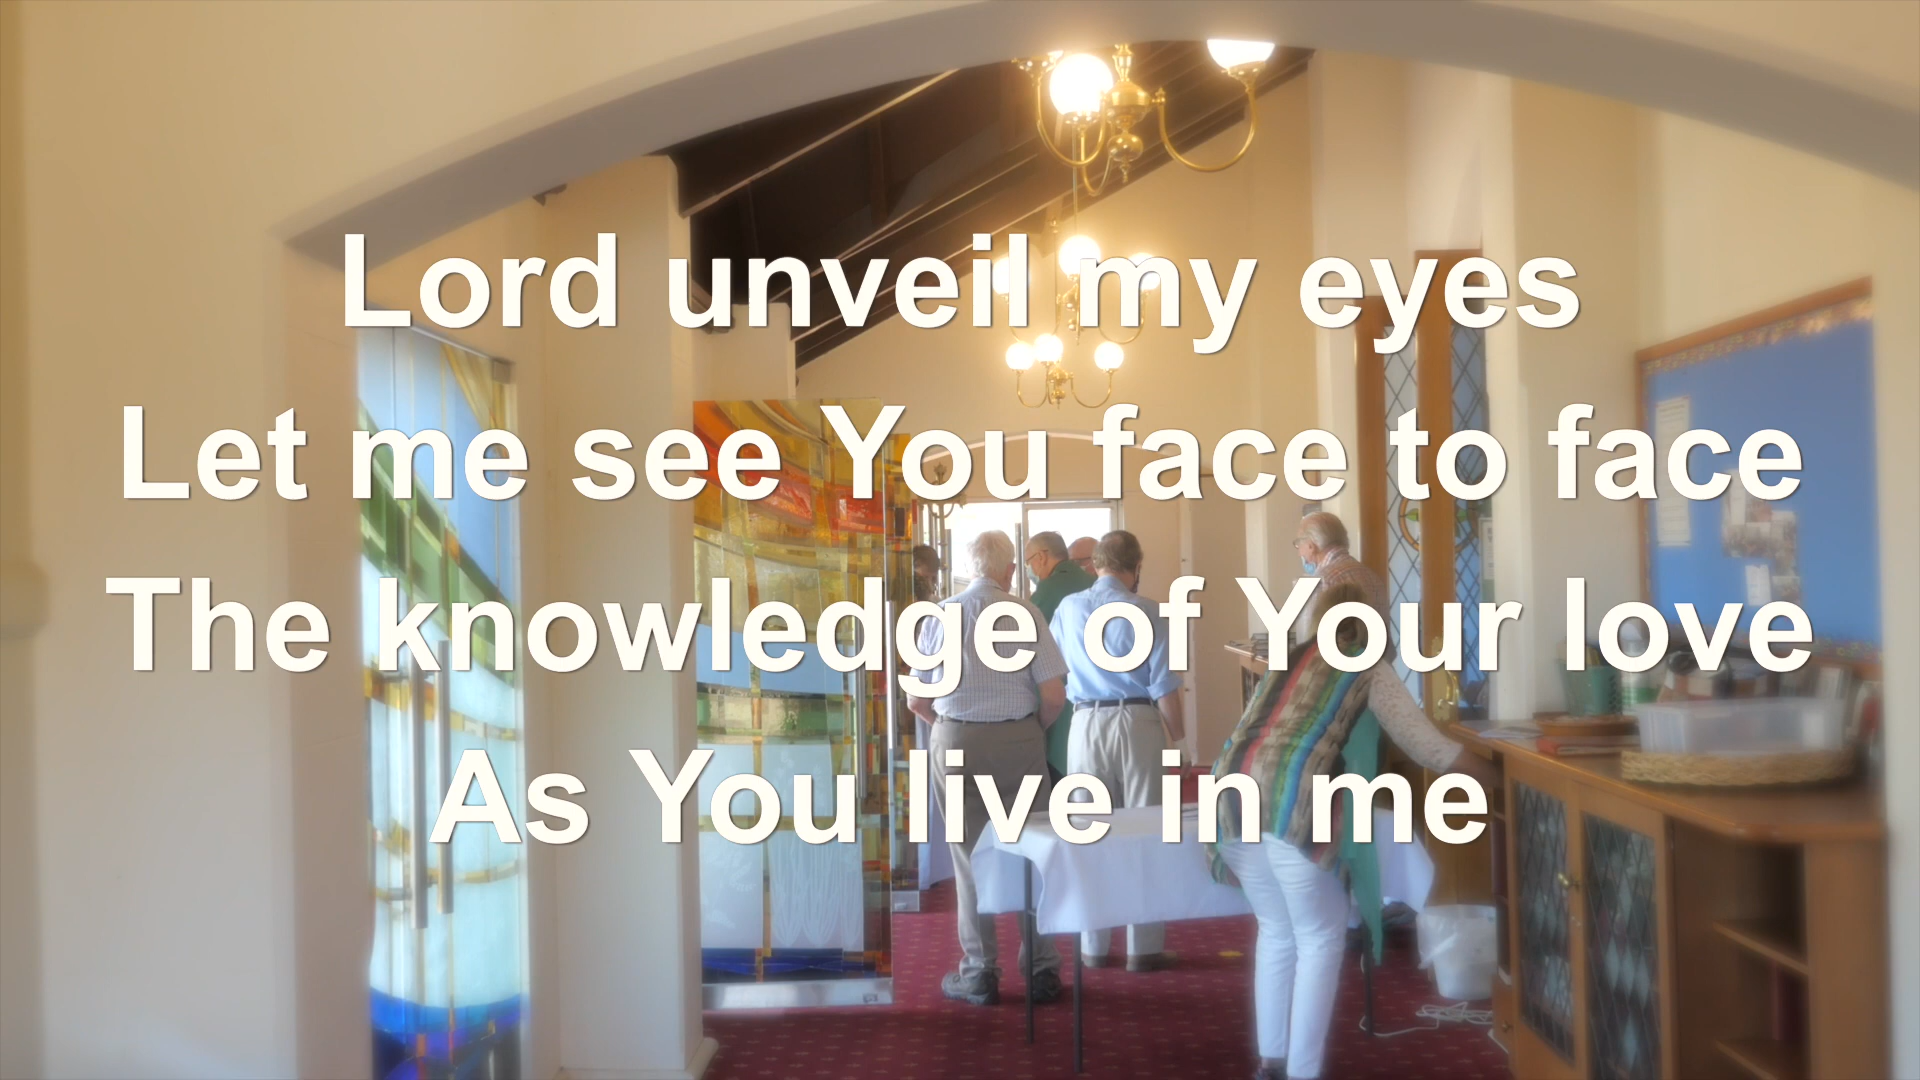 Lord unveil my eyes
Let me see You face to face
The knowledge of Your love
As You live in me